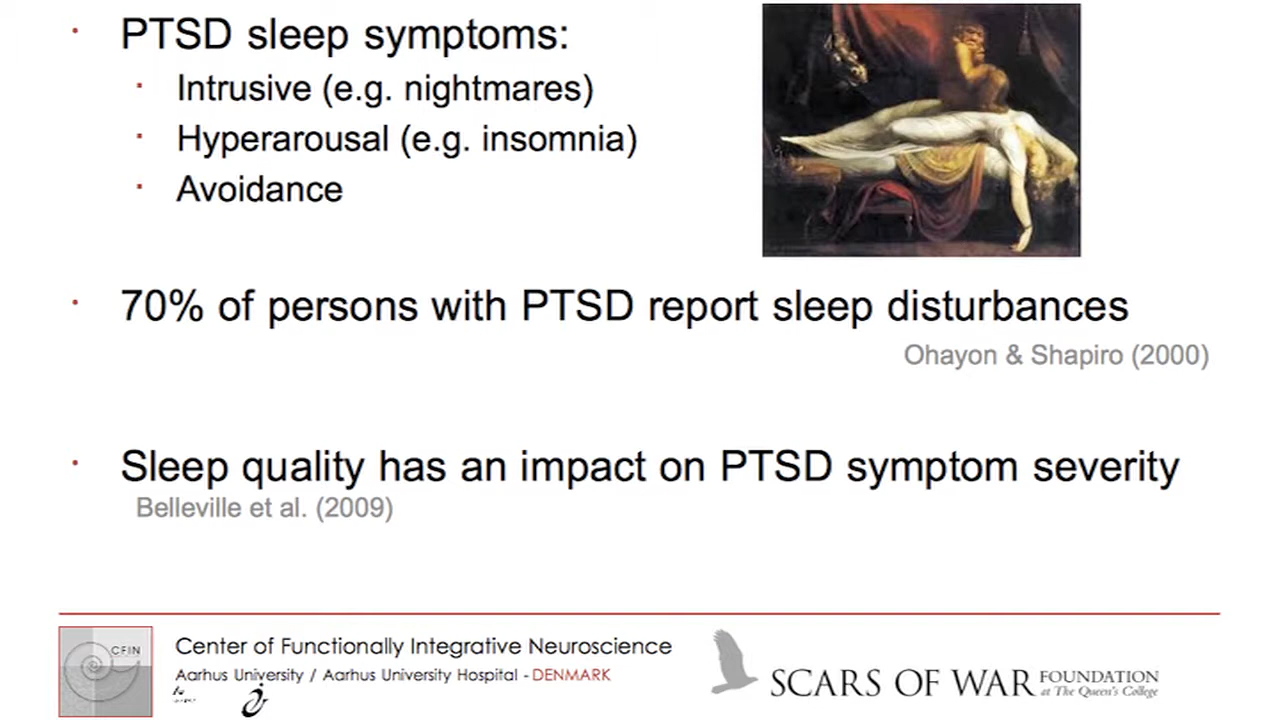 PTSD sleep symptoms:
Intrusive (e.g. nightmares)
Hyperarousal (e.g. insomnia)
Avoidance
70% of persons with PTSD report sleep disturbances
Ohayon & Shapiro (2000)
Sleep quality has an impact on PTSD symptom severity
Belleville et al. (2009)
CFIN
Center of Functionally Integrative Neuroscience
Aarhus University / Aarhus University Hospital - DENMARK
SCARS OF WAR FOUNDATION
at The Queen's College